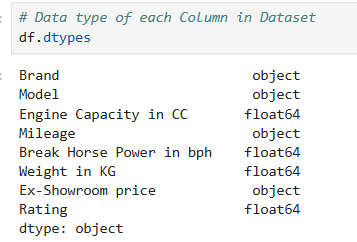 # Data type of each Column in Dataset
df.dtypes
Brand object
Model object
Engine Capacity in CC float64
Mileage object
Break Horse Power in bph float64
Weight in KG float64
Ex-Showroom price object
Rating float64
dtype: object